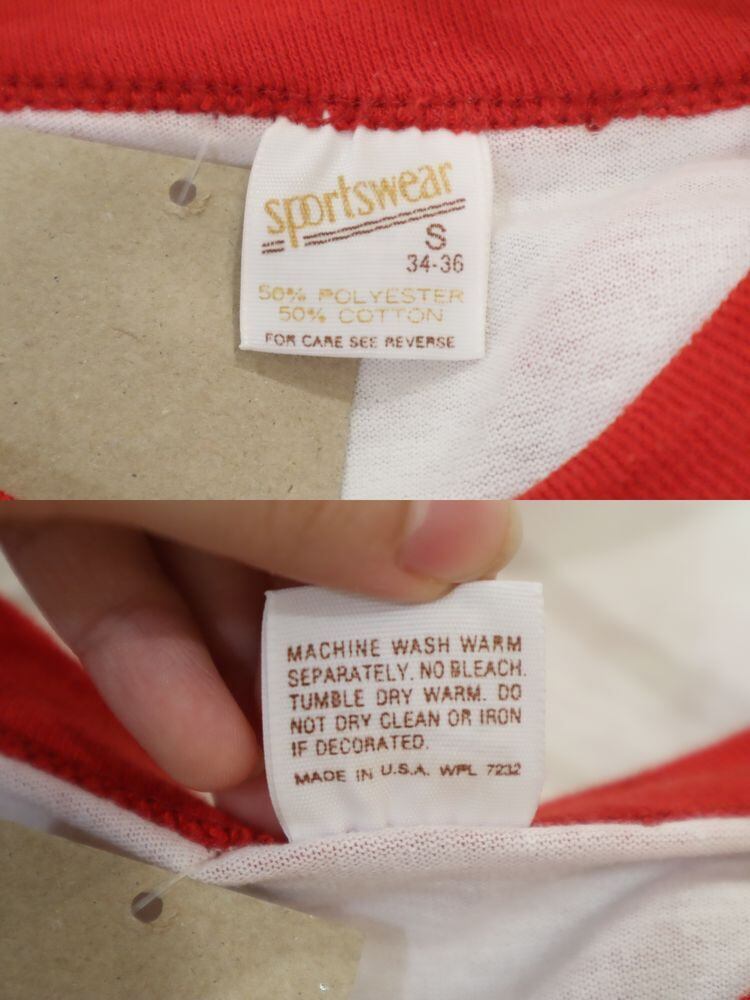 sportswear
S
34-36
50% POLYESTER
50% COTTON
FOR CARE SEE REVERSE
MACHINE WASH WARM
SEPARATELY. NO BLEACH.
TUMBLE DRY WARM. DO
NOT DRY CLEAN OR IRON
IF DECORATED.
MADE IN U.S.A. WPL 7232